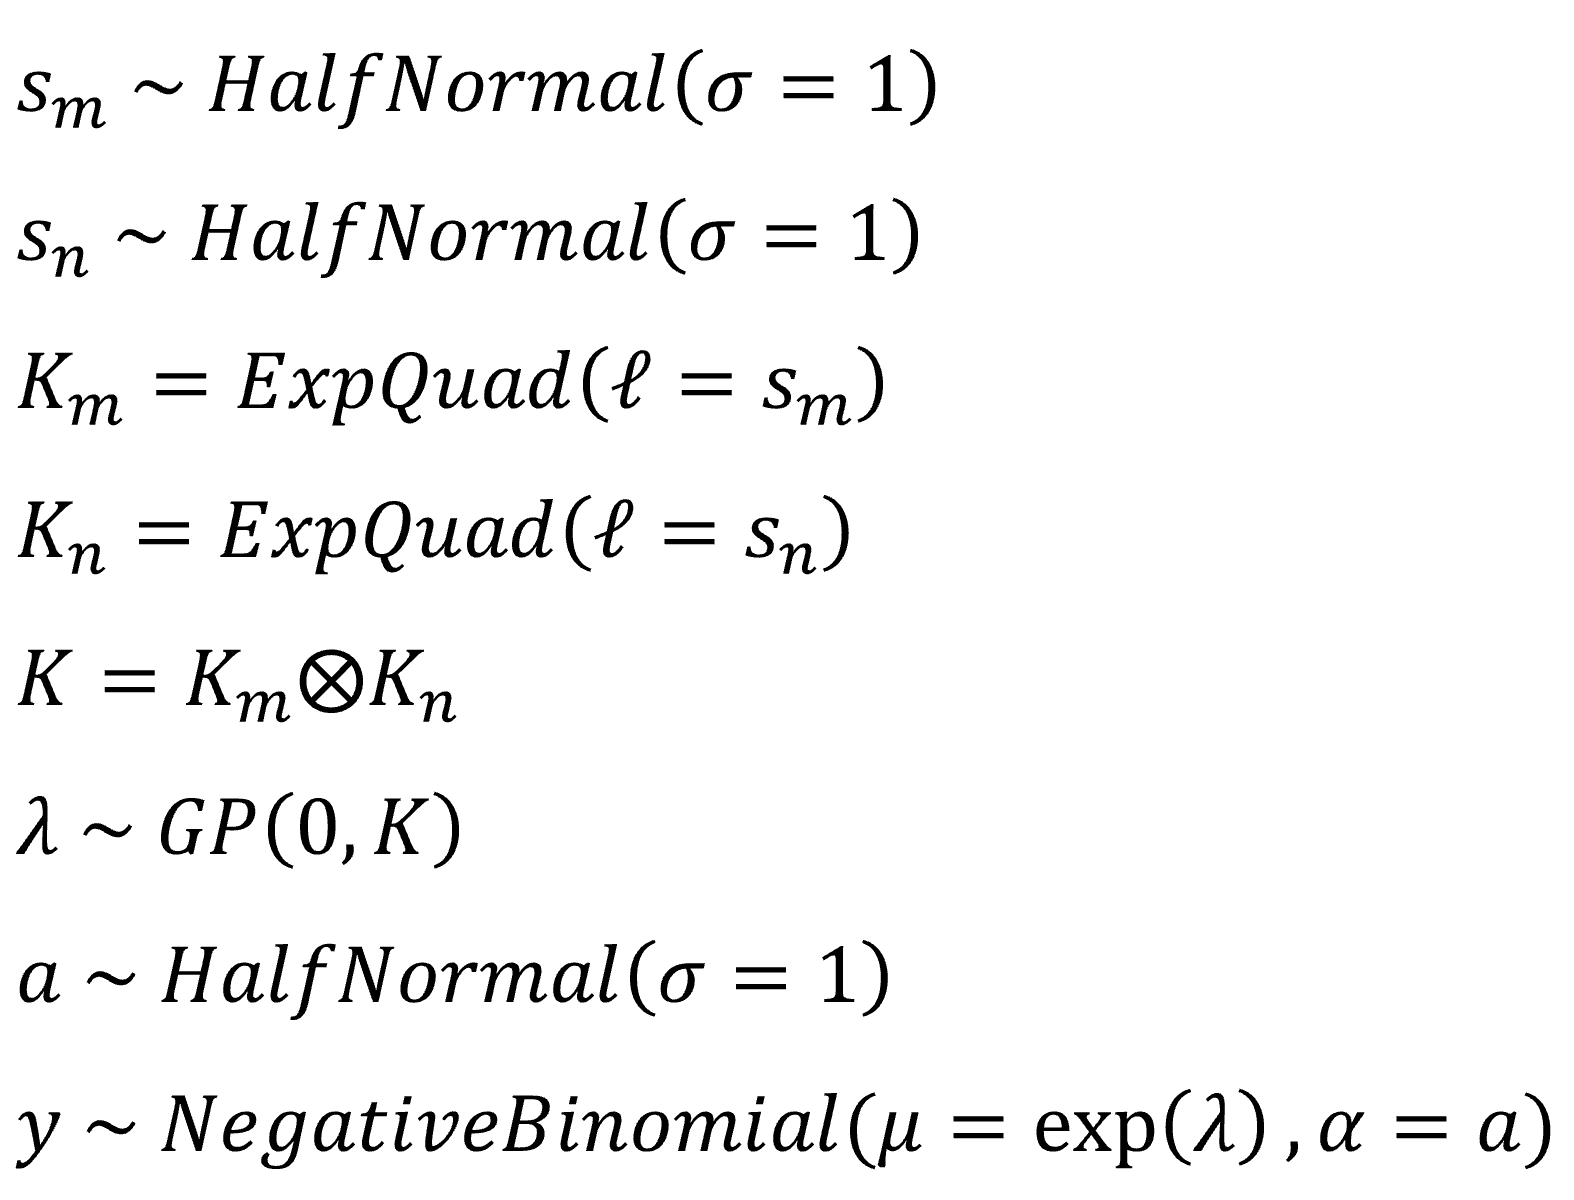 s_m ~ HalfNormal(σ = 1)
s_n ~ HalfNormal(σ = 1)
K_m = ExpQuad(ℓ = s_m)
K_n = ExpQuad(ℓ = s_n)
K = K_m⊗K_n
λ ~ GP(0, K)
a ~ HalfNormal(σ = 1)
y ~ NegativeBinomial(μ = exp(λ) , α = a)